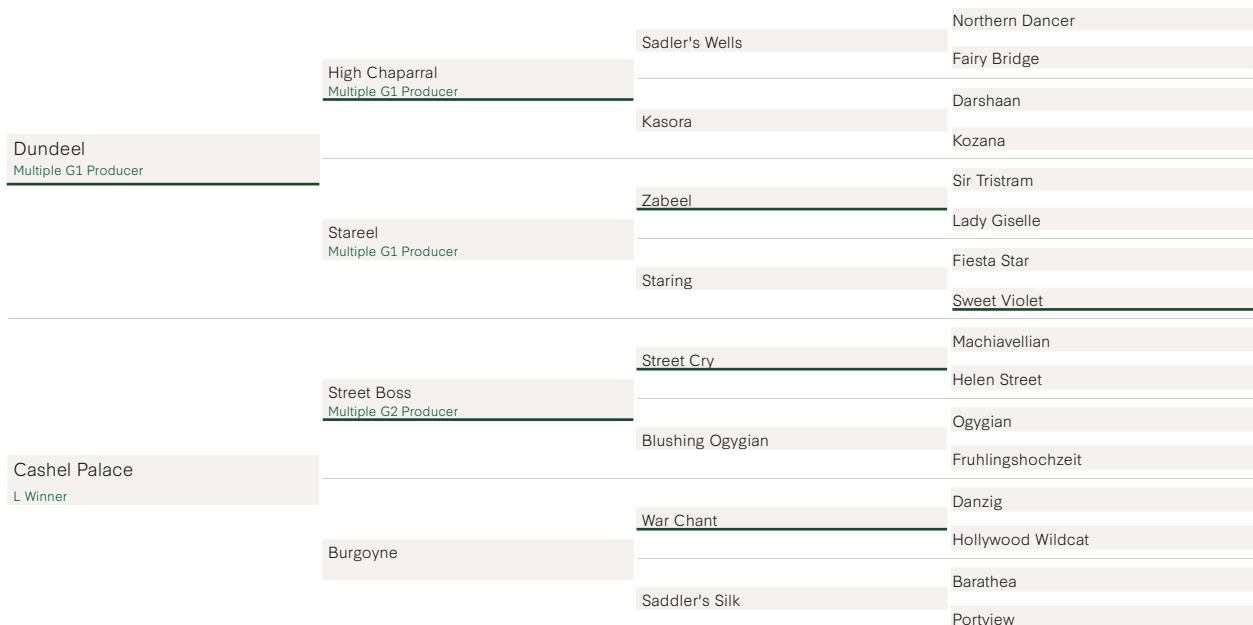 Dundeel
Multiple G1 Producer
Cashel Palace
L Winner
High Chaparral
Multiple G1 Producer
Stareel
Multiple G1 Producer
Street Boss
Multiple G2 Producer
Burgoyne
Sadler's Wells
Kasora
Zabeel
Staring
Street Cry
Blushing Ogygian
War Chant
Saddler's Silk
Northern Dancer
Fairy Bridge
Darshaan
Kozana
Sir Tristram
Lady Giselle
Fiesta Star
Sweet Violet
Machiavellian
Helen Street
Ogygian
Fruhlingshochzeit
Danzig
Hollywood Wildcat
Barathea
Portview